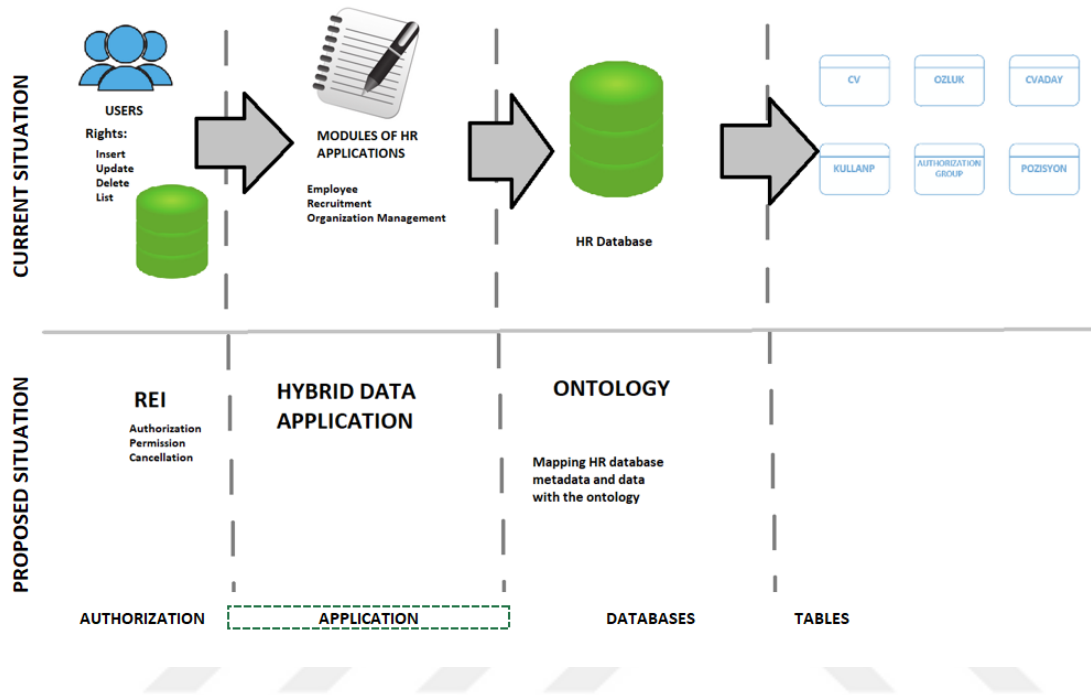 CURRENT SITUATION
USERS
Rights:
Insert
Update
Delete
List
MODULES OF HR
APPLICATIONS
Employee
Recruitment
Organization Management
HR Database
CV
OZLUK
CVADAY
KULLANP
AUTHORIZATION
GROUP
POZISYON
PROPOSED SITUATION
REI
Authorization
Permission
Cancellation
HYBRID DATA
APPLICATION
ONTOLOGY
Mapping HR database
metadata and data
with the ontology
AUTHORIZATION
APPLICATION
DATABASES
TABLES